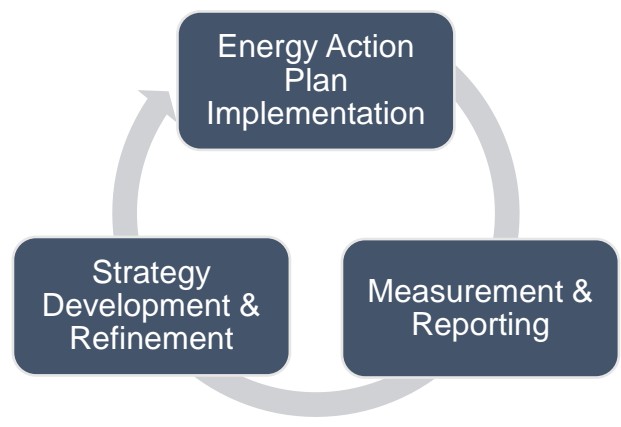 Energy Action
Plan
Implementation
Strategy
Development &
Refinement
Measurement &
Reporting